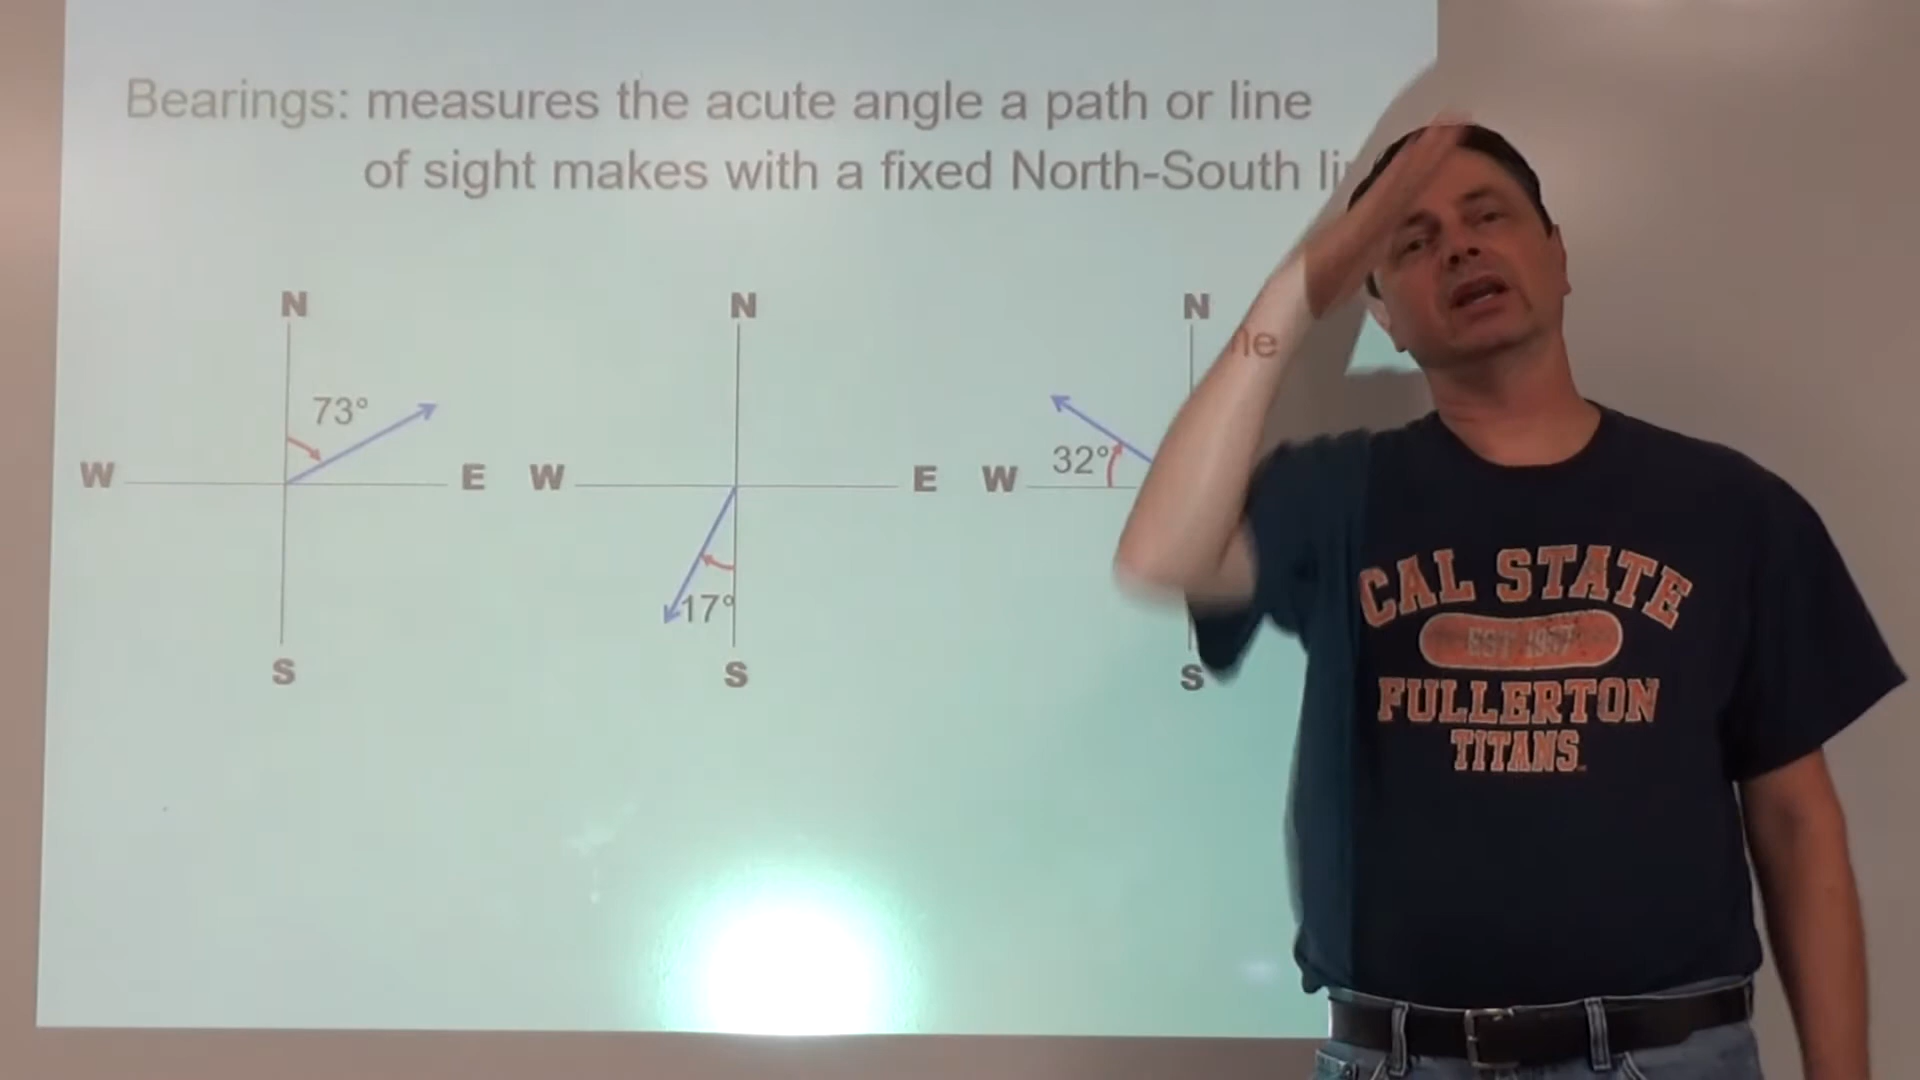 Bearings: measures the acute angle a path or line
of sight makes with a fixed North-South li ne
N
73°
W E
S
N
W E
17°
S
N
32°
W
S
CAL STATE
EST 1957
FULLERTON
TITANS